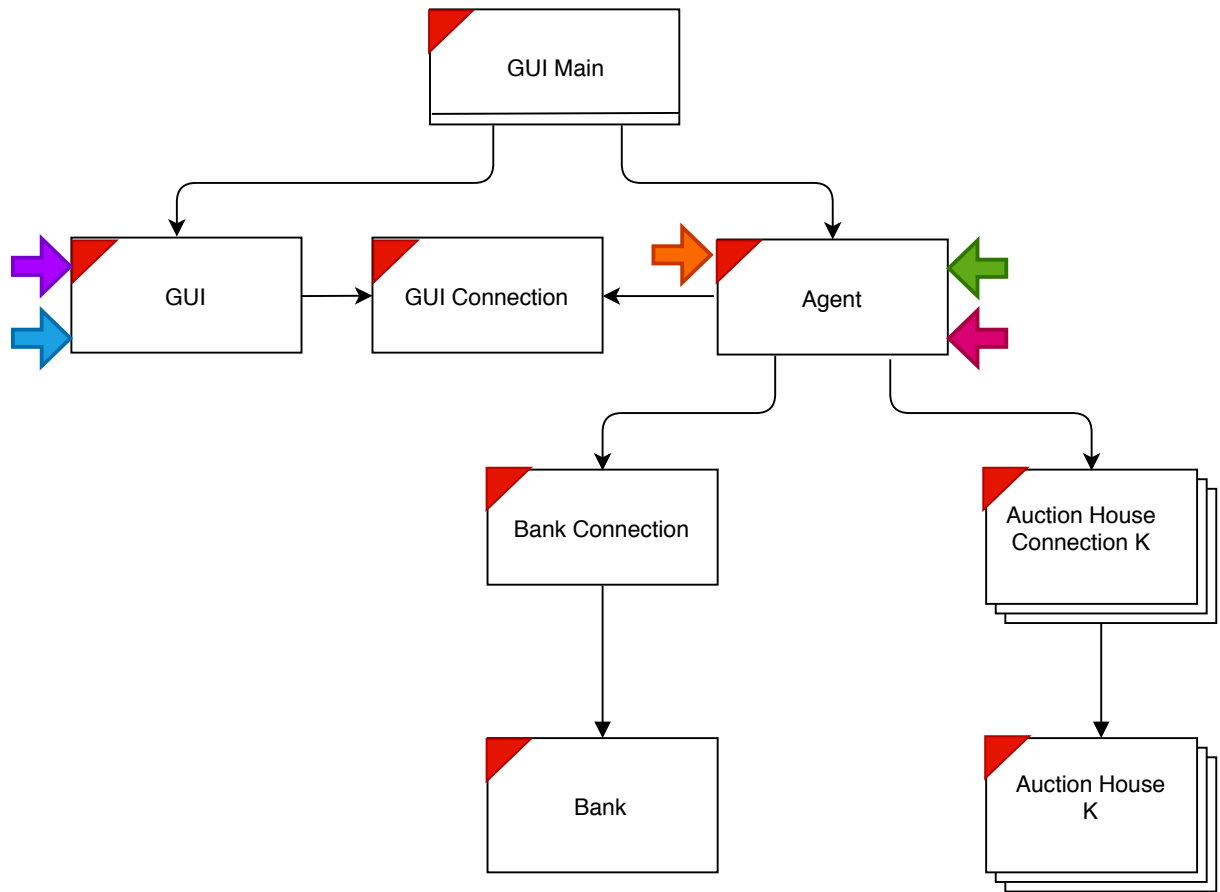 GUI Main
GUI
GUI Connection
Agent
Bank Connection
Auction House
Connection K
Bank
Auction House
K